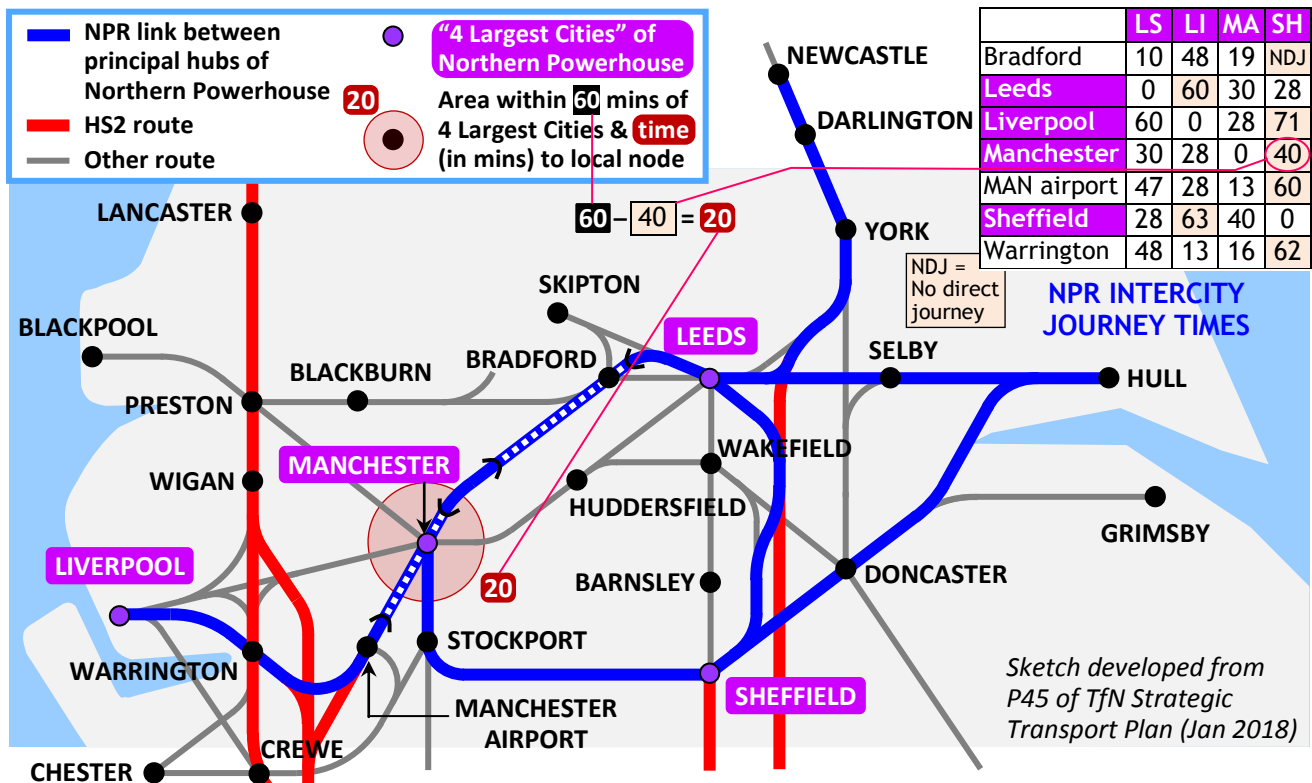 NPR link between
principal hubs of
Northern Powerhouse
HS2 route
Other route
"4 Largest Cities" of
Northern Powerhouse
20
Area within 60 mins of
4 Largest Cities & time
(in mins) to local node
60 – 40 = 20
LS LI MA SH
Bradford 10 48 19 NDJ
Leeds 0 60 30 28
Liverpool 60 0 28 71
Manchester 30 28 0 40
MAN airport 47 28 13 60
Sheffield 28 63 40 0
Warrington 48 13 16 62
NDJ =
No direct
journey
NPR INTERCITY
JOURNEY TIMES
NEWCASTLE
DARLINGTON
LANCASTER
YORK
SKIPTON
BLACKPOOL
LEEDS
BRADFORD
SELBY
BLACKBURN
HULL
PRESTON
WAKEFIELD
MANCHESTER
WIGAN
HUDDERSFIELD
GRIMSBY
LIVERPOOL
20
BARNSLEY
DONCASTER
STOCKPORT
WARRINGTON
SHEFFIELD
MANCHESTER
AIRPORT
CREWE
CHESTER
Sketch developed from
P45 of TfN Strategic
Transport Plan (Jan 2018)